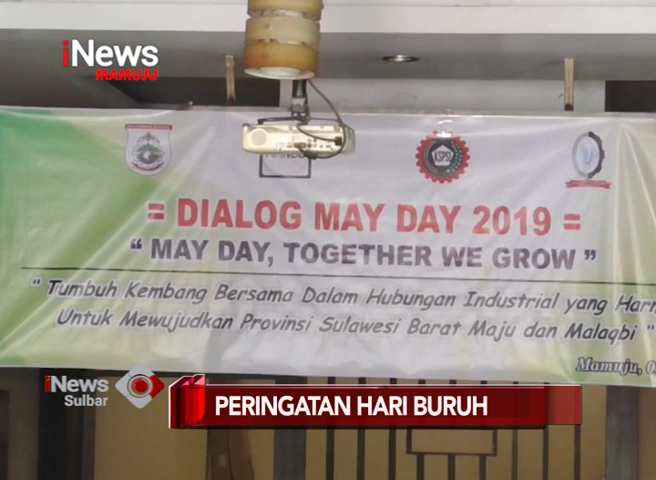 iNews
MAMUJU
KSPSI
= DIALOG MAY DAY 2019 =
“ MAY DAY, TOGETHER WE GROW ”
“ Tumbuh Kembang Bersama Dalam Hubungan Industrial yang
Untuk Mewujudkan Provinsi Sulawesi Barat Maju dan Malaqbi ”
Mamuju,
iNews
Sulbar
PERINGATAN HARI BURUH